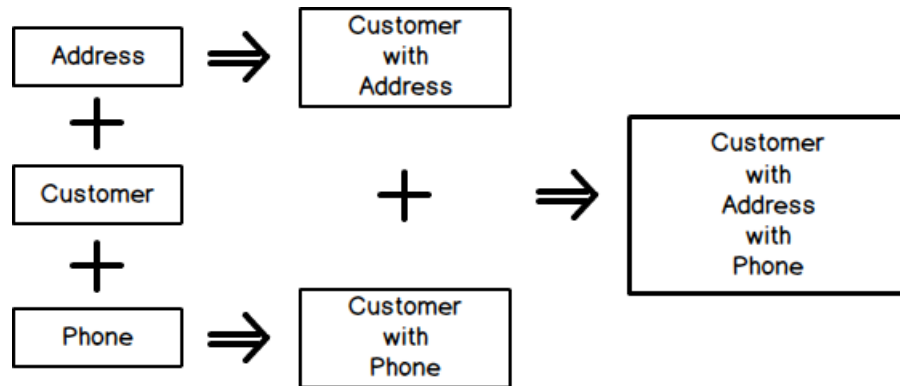 Address
Customer
with
Address
Customer
Phone
Customer
with
Phone
Customer
with
Address
with
Phone